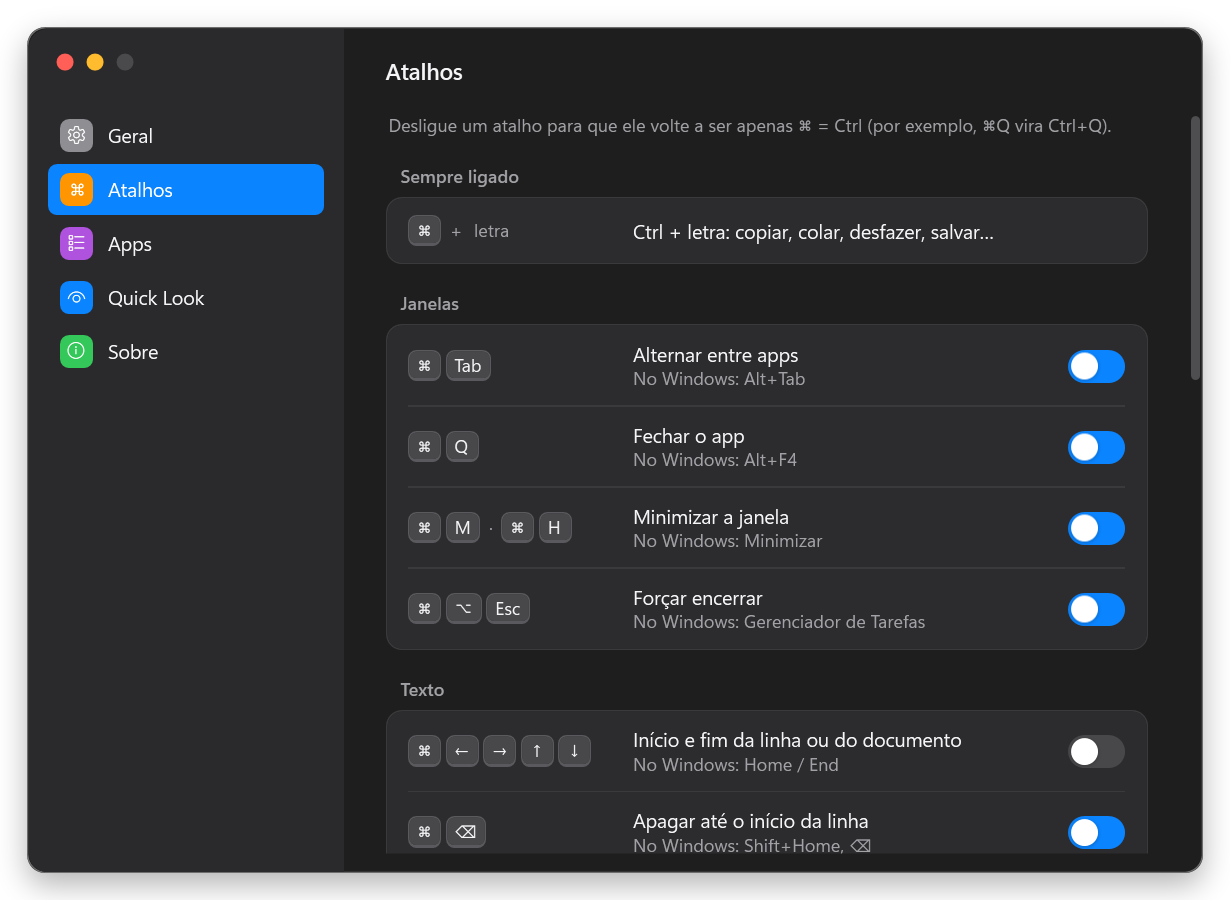 Atalhos
Geral
Atalhos
Apps
Quick Look
Sobre
Desligue um atalho para que ele volte a ser apenas ⌘ = Ctrl (por exemplo, ⌘Q vira Ctrl+Q).
Sempre ligado
⌘ + letra
Ctrl + letra: copiar, colar, desfazer, salvar...
Janelas
⌘ Tab
Alternar entre apps
No Windows: Alt+Tab
⌘ Q
Fechar o app
No Windows: Alt+F4
⌘ M · ⌘ H
Minimizar a janela
No Windows: Minimizar
⌘ ⌥ Esc
Forçar encerrar
No Windows: Gerenciador de Tarefas
Texto
⌘ ← → ↑ ↓
Início e fim da linha ou do documento
No Windows: Home / End
⌘ ⌫
Apagar até o início da linha
No Windows: Shift+Home, ⌫